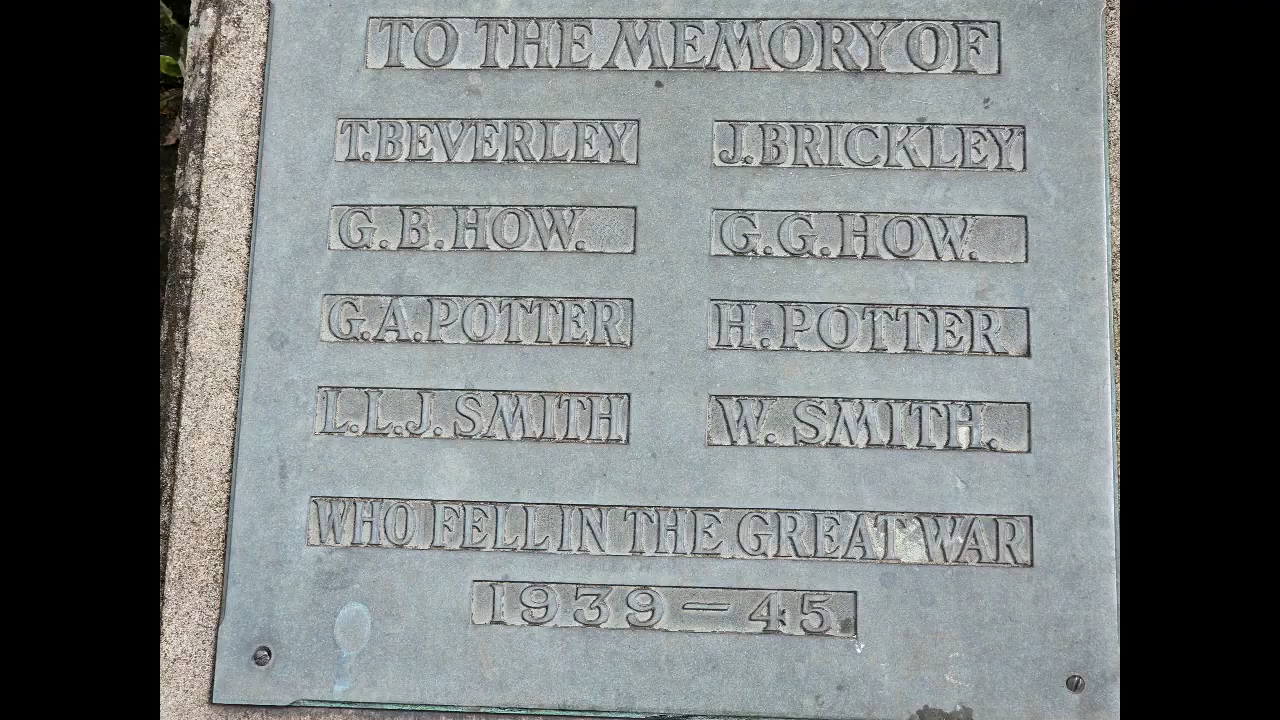 TO THE MEMORY OF
T. BEVERLEY J. BRICKLEY
G. B. HOW. G. G. HOW.
G. A. POTTER H. POTTER
L. L. J. SMITH W. SMITH.
WHO FELL IN THE GREAT WAR
1939 — 45